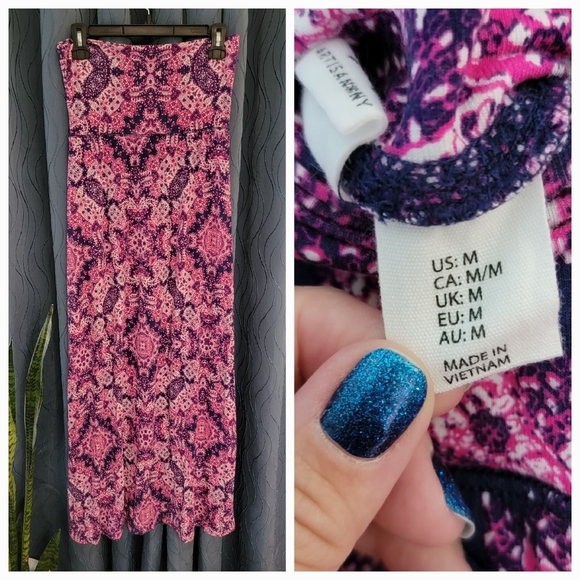 ARTISAN NY
US: M
CA: M/M
UK: M
EU: M
AU: M
MADE IN
VIETNAM